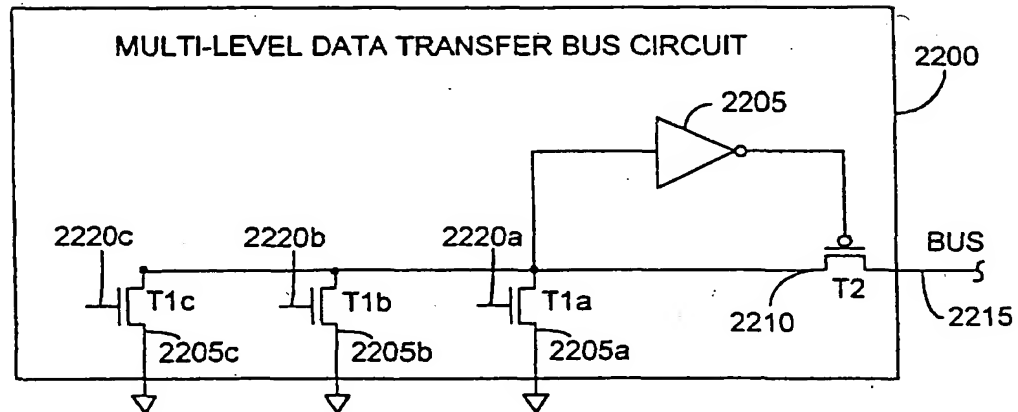 MULTI-LEVEL DATA TRANSFER BUS CIRCUIT
2200
2205
2220c
2220b
2220a
BUS
T1c
T1b
T1a
T2
2210
2215
2205c
2205b
2205a